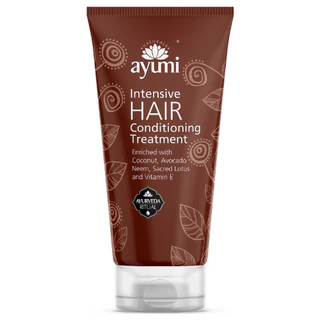 ayumi
Intensive
HAIR
Conditioning
Treatment
Enriched with
Coconut, Avocado
Neem, Sacred Lotus
and Vitamin E
AYURVEDA
RITUAL